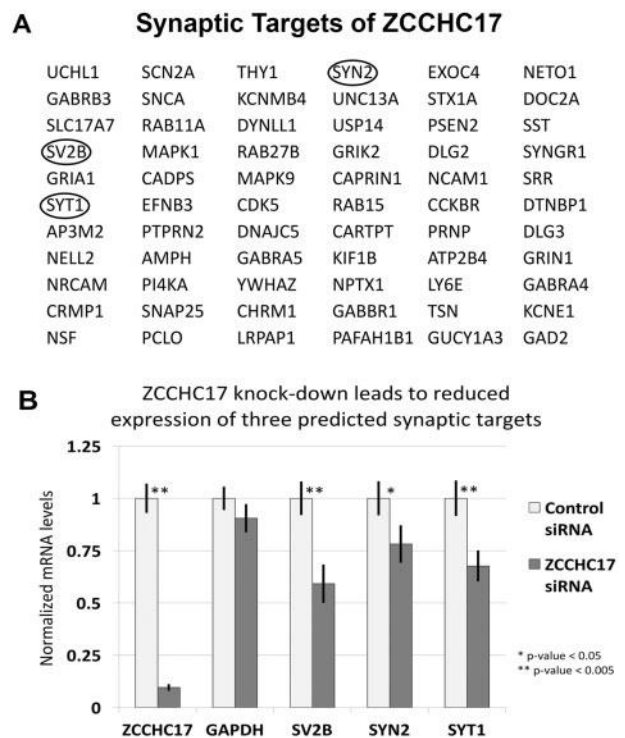 A
Synaptic Targets of ZCCHC17
UCHL1 SCN2A THY1 SYN2 EXOC4 NETO1
GABRB3 SNCA KCNMB4 UNC13A STX1A DOC2A
SLC17A7 RAB11A DYNLL1 USP14 PSEN2 SST
SV2B MAPK1 RAB27B GRIK2 DLG2 SYNGR1
GRIA1 CADPS MAPK9 CAPRIN1 NCAM1 SRR
SYT1 EFNB3 CDK5 RAB15 CCKBR DTNBP1
AP3M2 PTPRN2 DNAJC5 CARTPT PRNP DLG3
NELL2 AMPH GABRA5 KIF1B ATP2B4 GRIN1
NRCAM PI4KA YWHAZ NPTX1 LY6E GABRA4
CRMP1 SNAP25 CHRM1 GABBR1 TSN KCNE1
NSF PCLO LRPAP1 PAFAH1B1 GUCY1A3 GAD2
B
ZCCHC17 knock-down leads to reduced
expression of three predicted synaptic targets
Normalized mRNA levels
1.25
1
0.75
0.5
0.25
0
** ** * **
ZCCHC17 GAPDH SV2B SYN2 SYT1
Control
siRNA
ZCCHC17
siRNA
* p-value < 0.05
** p-value < 0.005